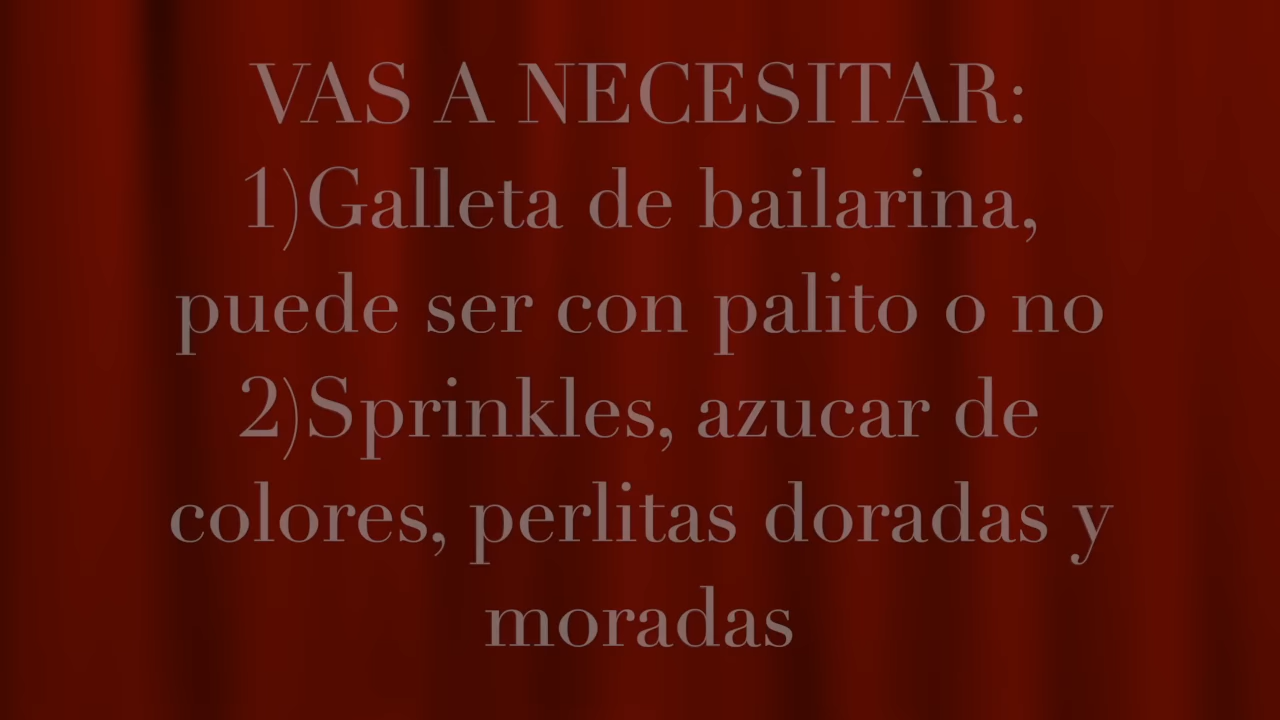 VAS A NECESITAR:
1)Galleta de bailarina,
puede ser con palito o no
2)Sprinkles, azucar de
colores, perlitas doradas y
moradas